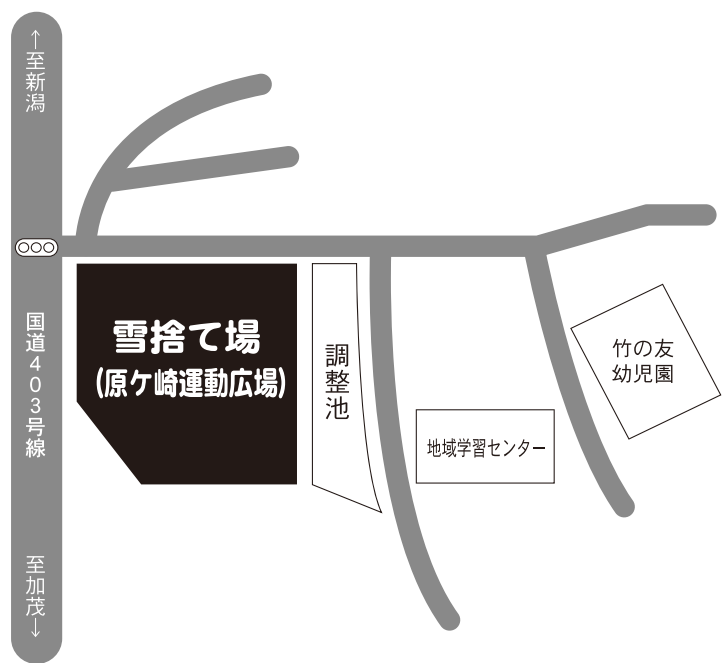 ↑至新潟
国道403号線
至加茂↓
雪捨て場
(原ケ崎運動広場)
調整池
地域学習センター
竹の友
幼児園